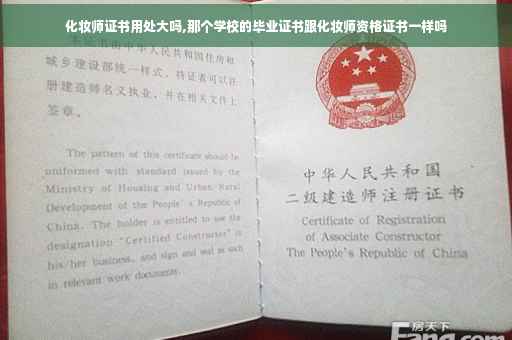 化妆师证书用处大吗,那个学校的毕业证书跟化妆师资格证书一样吗
本证书由中华人民共和国住房和
城乡建设部统一样式，持证表可以注
册建造师名义执业，并在相关文件上
签章。
The pattern of this certificate should be
uniformed with standard issued by the
Ministry of Housing and Urban Rural
Development of the People's Republic of
China. The holder is entitled to use the
designation "Certified Constructor" in
his/her business, and sign and seal as such
in relevant work documents.
中华人民共和国
二级建造师注册证书
Certificate of Registration
of Associate Constructor
The People's Republic of China
房天下
Fang.com